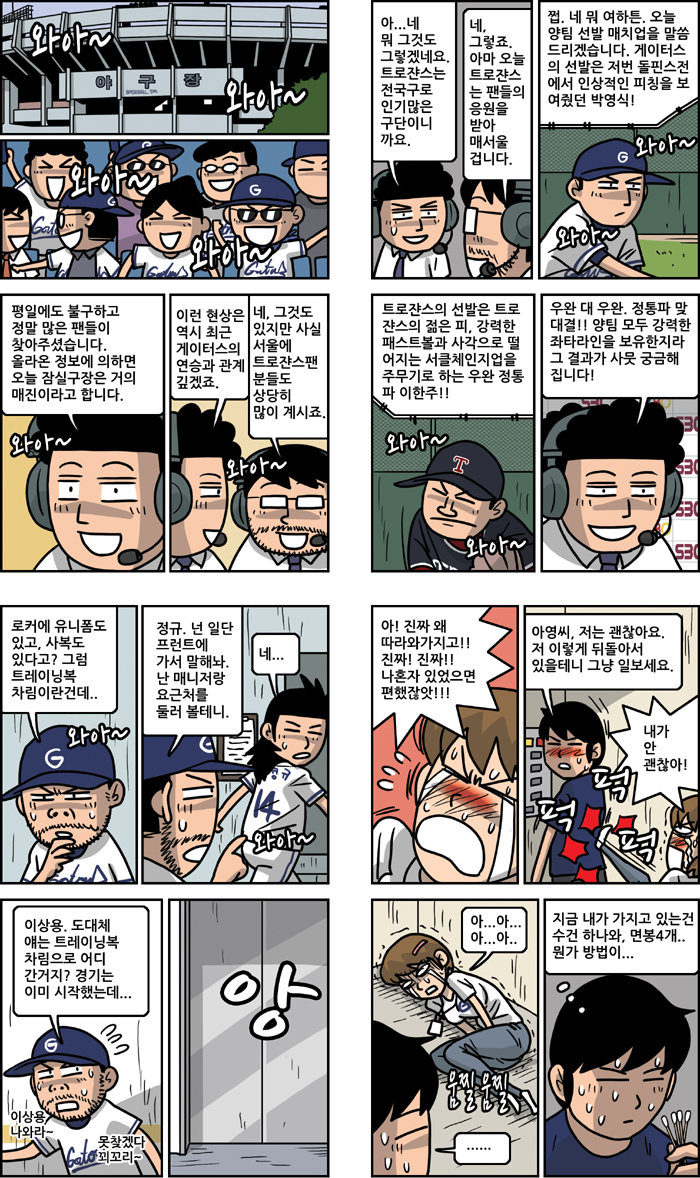 와아~
야구장
BASEBALL, SPA
와아~
와아~
와아~
G
Gators
Gators
평일에도 불구하고
정말 많은 팬들이
찾아주셨습니다.
올라온 정보에 의하면
오늘 잠실구장은 거의
매진이라고 합니다.
와아~
이런 현상은
역시 최근
게이터스의
연승과 관계
깊겠죠.
네, 그것도
있지만 사실
서울에
트로쟌스팬
분들도
상당히
많이 계시죠.
와아~
아...네
뭐 그것도
그렇겠네요.
트로쟌스는
전국구로
인기많은
구단이니
까요.
네,
그렇죠.
아마 오늘
트로쟌스
는 팬들의
응원을
받아
매서울
겁니다.
쩝. 네 뭐 여하튼. 오늘
양팀 선발 매치업을 말씀
드리겠습니다. 게이터스
의 선발은 저번 돌핀스전
에서 인상적인 피칭을 보
여줬던 박영식!
와아~
G
와아~
트로쟌스의 선발은 트로
쟌의 젊은 피, 강력한
패스트볼과 사각으로 떨
어지는 서클체인지업을
주무기로 하는 우완 정통
파 이한주!!
와아~
T
와아~
우완 대 우완. 정통파 맞
대결!! 양팀 모두 강력한
좌타라인을 보유한지라
그 결과가 사뭇 궁금해
집니다!
SBC
로커에 유니폼도
있고, 사복도
있다고? 그럼
트레이닝복
차림이란건데..
와아~
G
Gators
정규. 넌 일단
프런트에
가서 말해놔.
난 매니저랑
요근처를
둘러 볼테니.
네...
정규
14
와아~
이상용. 도대체
얘는 트레이닝복
차림으로 어디
간거지? 경기는
이미 시작했는데...
G
이상용
나와라~
못찾겠다
꾀꼬리~
Gato
앙
아! 진짜 왜
따라와가지고!!
진짜! 진짜!!
나혼자 있었으면
편했잖앗!!!
아영씨, 저는 괜찮아요.
저 이렇게 뒤돌아서
있을테니 그냥 일보세요.
내가
안
괜찮아!
퍽
퍽
퍽
아...아...
아...아..
움찔움찔
......
지금 내가 가지고 있는건
수건 하나와, 면봉4개..
뭔가 방법이...